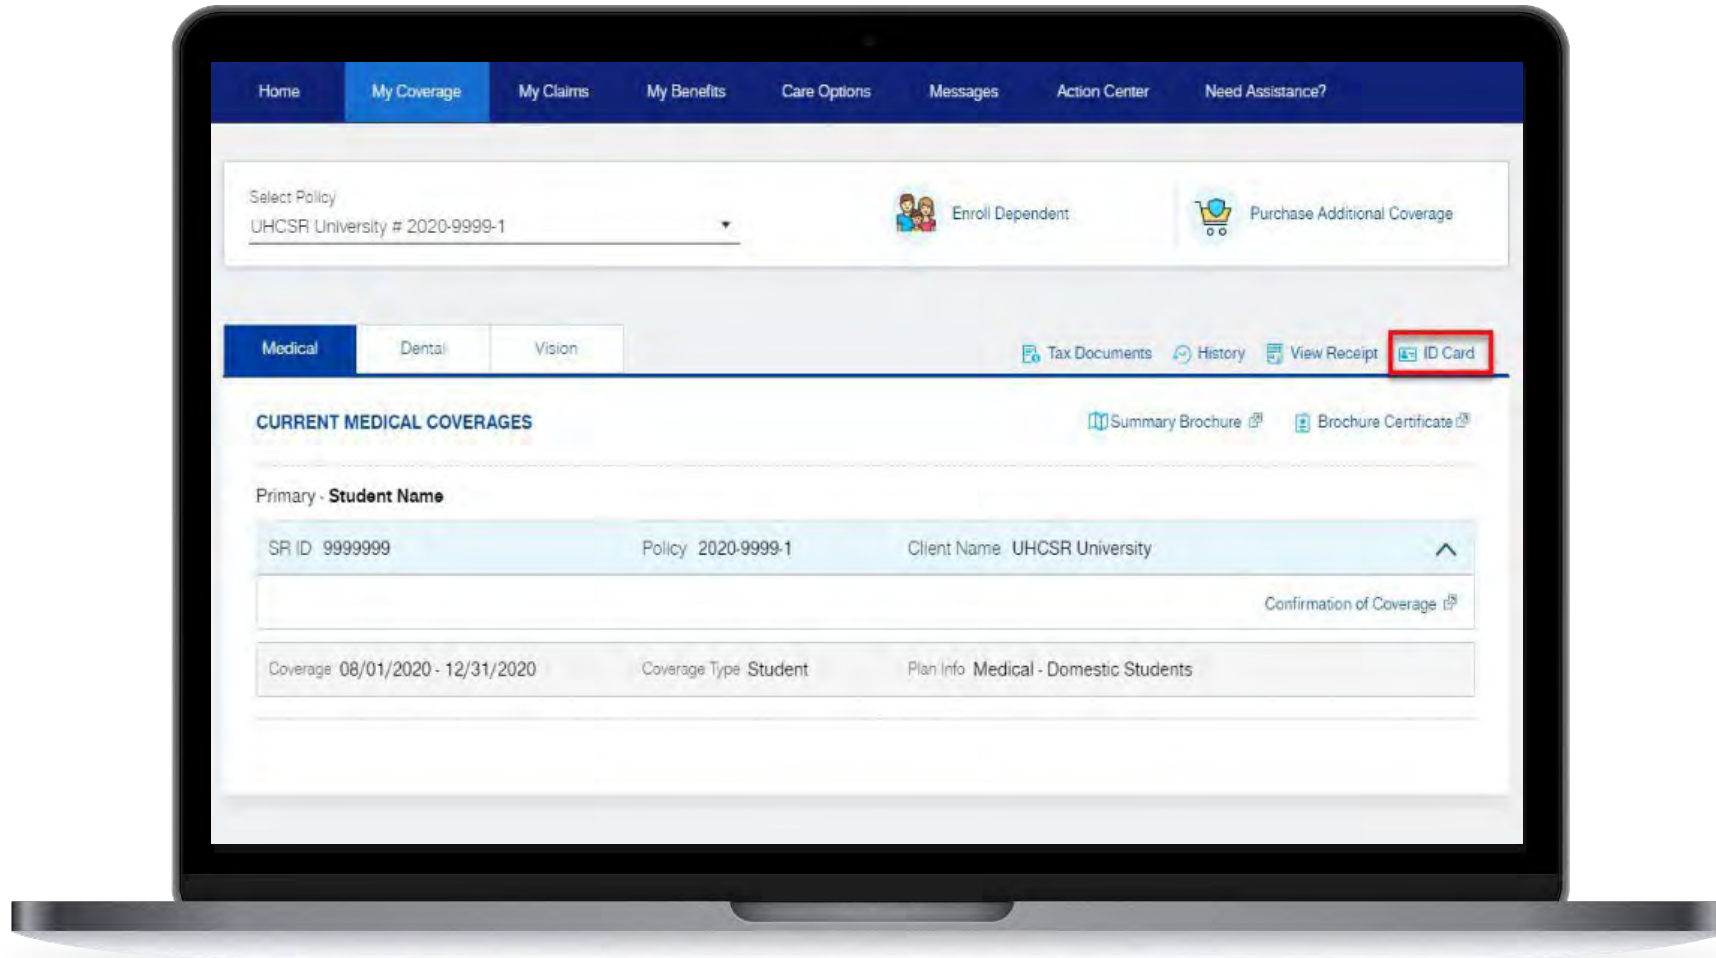 Home My Coverage My Claims My Benefits Care Options Messages Action Center Need Assistance?
Select Policy
UHCSR University # 2020-9999-1
Enroll Dependent
Purchase Additional Coverage
Medical Dental Vision
Tax Documents History View Receipt ID Card
CURRENT MEDICAL COVERAGES
Summary Brochure Brochure Certificate
Primary - Student Name
SR ID 9999999 Policy 2020-9999-1 Client Name UHCSR University
Confirmation of Coverage
Coverage 08/01/2020 - 12/31/2020 Coverage Type Student Plan Info Medical - Domestic Students